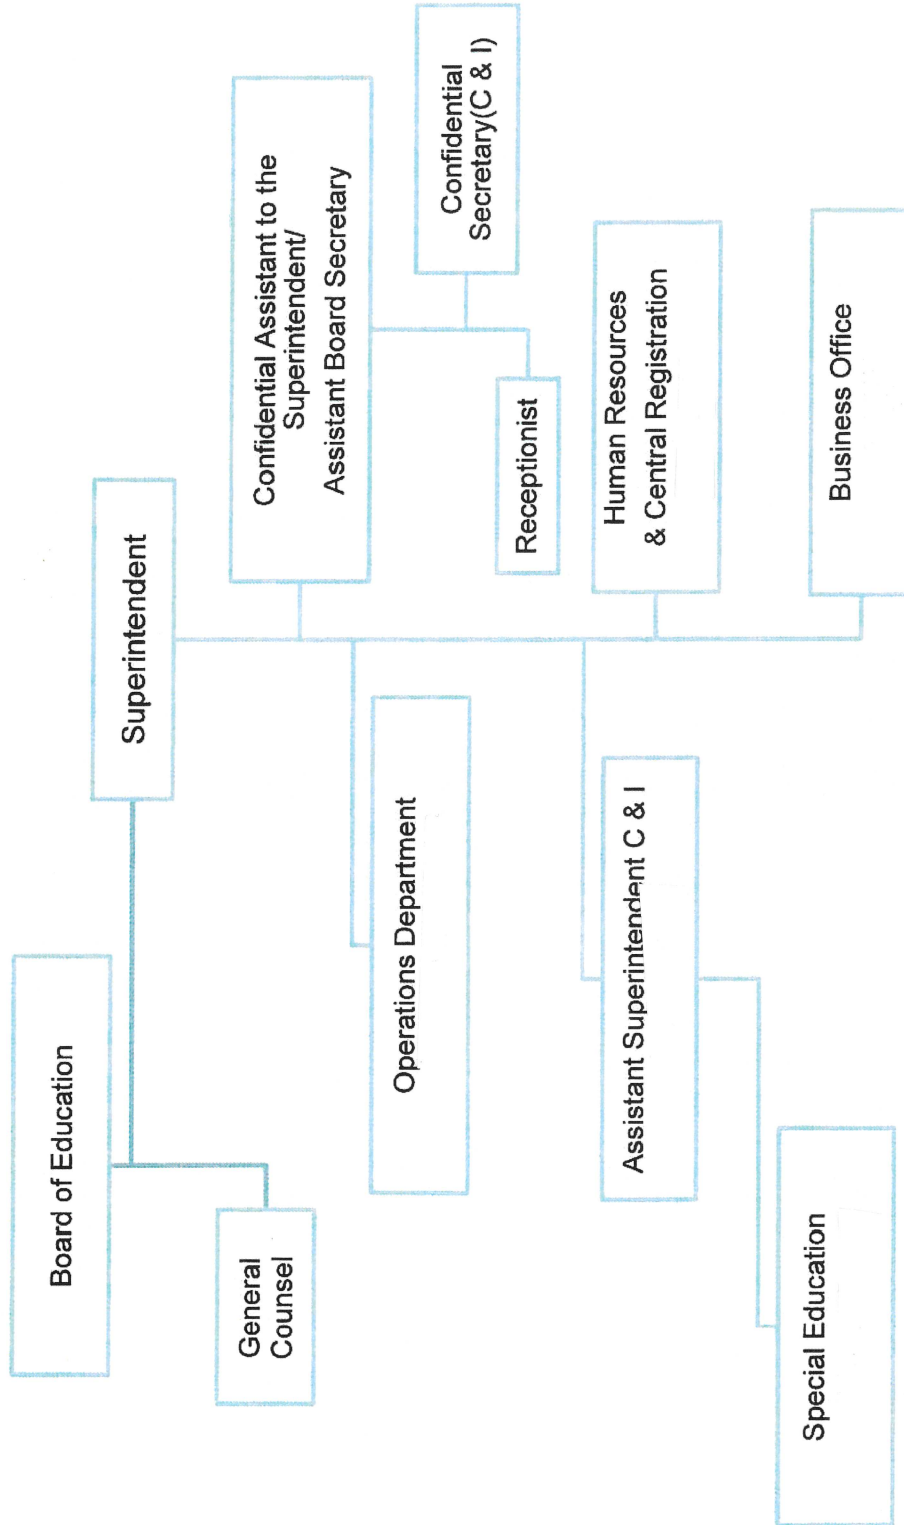 Board of Education
Superintendent
General
Counsel
Confidential Assistant to the
Superintendent/
Assistant Board Secretary
Operations Department
Confidential
Secretary(C & I)
Receptionist
Assistant Superintendent C & I
Human Resources
& Central Registration
Special Education
Business Office